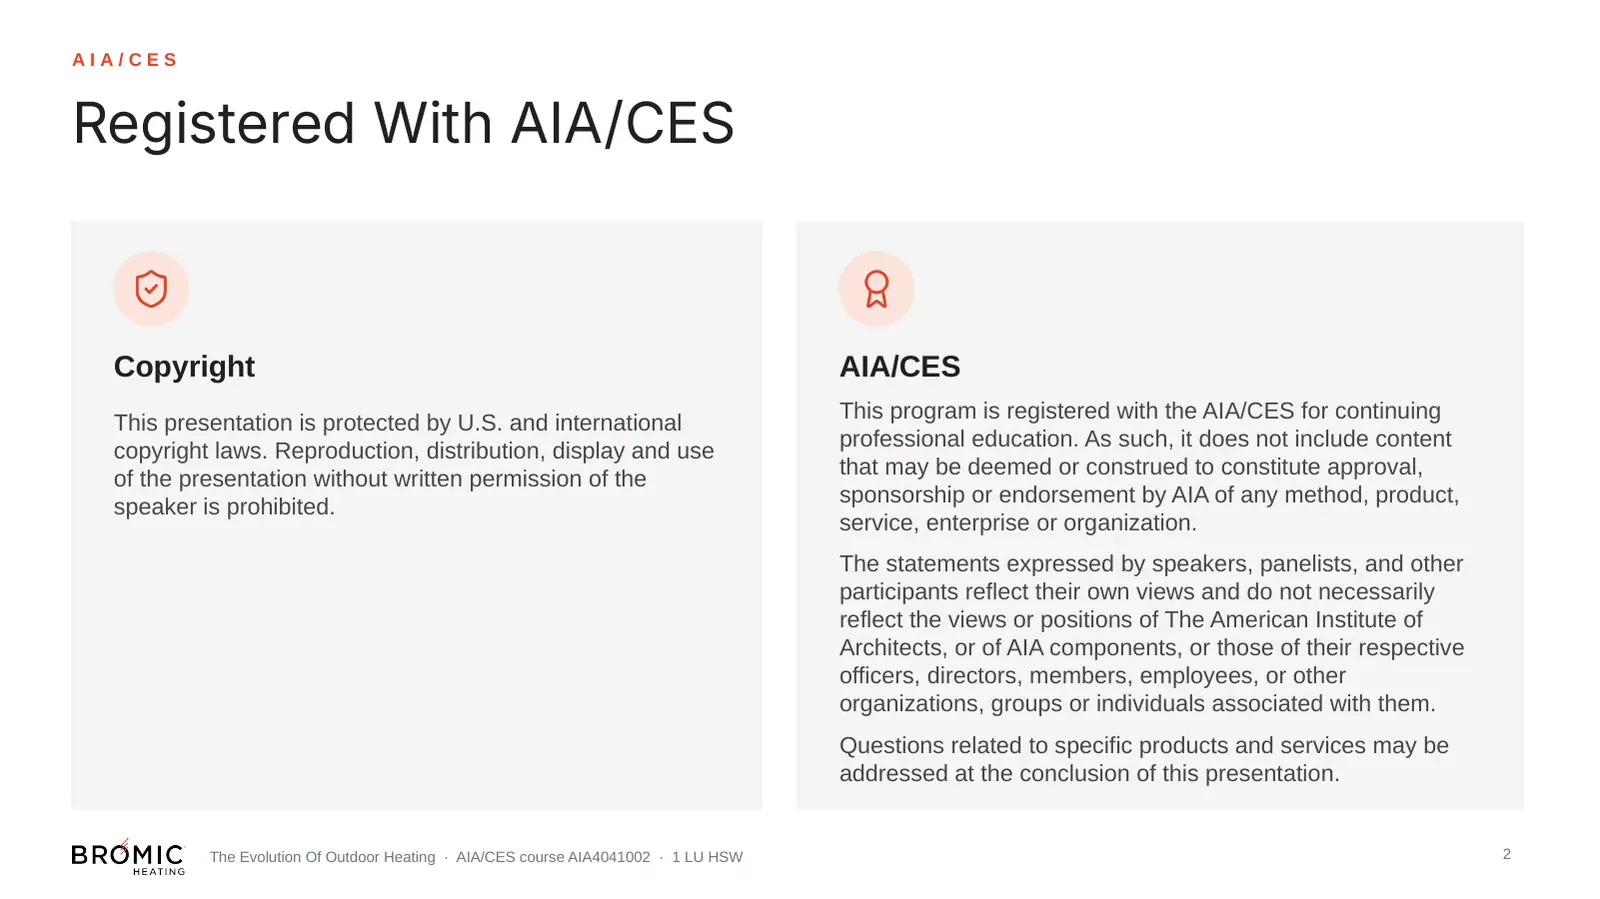 AIA/CES
Registered With AIA/CES
Copyright
This presentation is protected by U.S. and international
copyright laws. Reproduction, distribution, display and use
of the presentation without written permission of the
speaker is prohibited.
AIA/CES
This program is registered with the AIA/CES for continuing
professional education. As such, it does not include content
that may be deemed or construed to constitute approval,
sponsorship or endorsement by AIA of any method, product,
service, enterprise or organization.
The statements expressed by speakers, panelists, and other
participants reflect their own views and do not necessarily
reflect the views or positions of The American Institute of
Architects, or of AIA components, or those of their respective
officers, directors, members, employees, or other
organizations, groups or individuals associated with them.
Questions related to specific products and services may be
addressed at the conclusion of this presentation.
BROMIC
HEATING
The Evolution Of Outdoor Heating · AIA/CES course AIA4041002 · 1 LU HSW
2